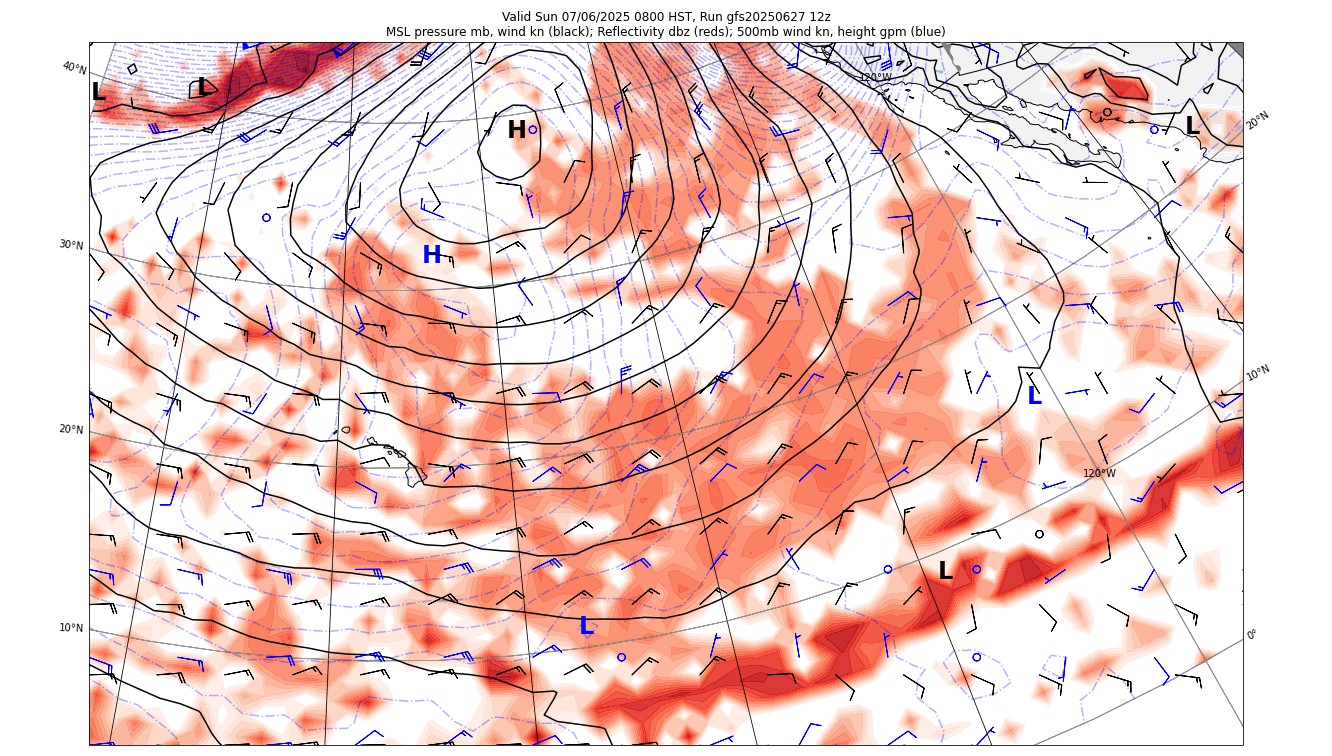 Valid Sun 07/06/2025 0800 HST, Run gfs20250627 12z
MSL pressure mb, wind kn (black); Reflectivity dbz (reds); 500mb wind kn, height gpm (blue)
40°N
L
L
H
120°W
L
20°N
30°N
H
10°N
L
20°N
120°W
L
10°N
L
0°